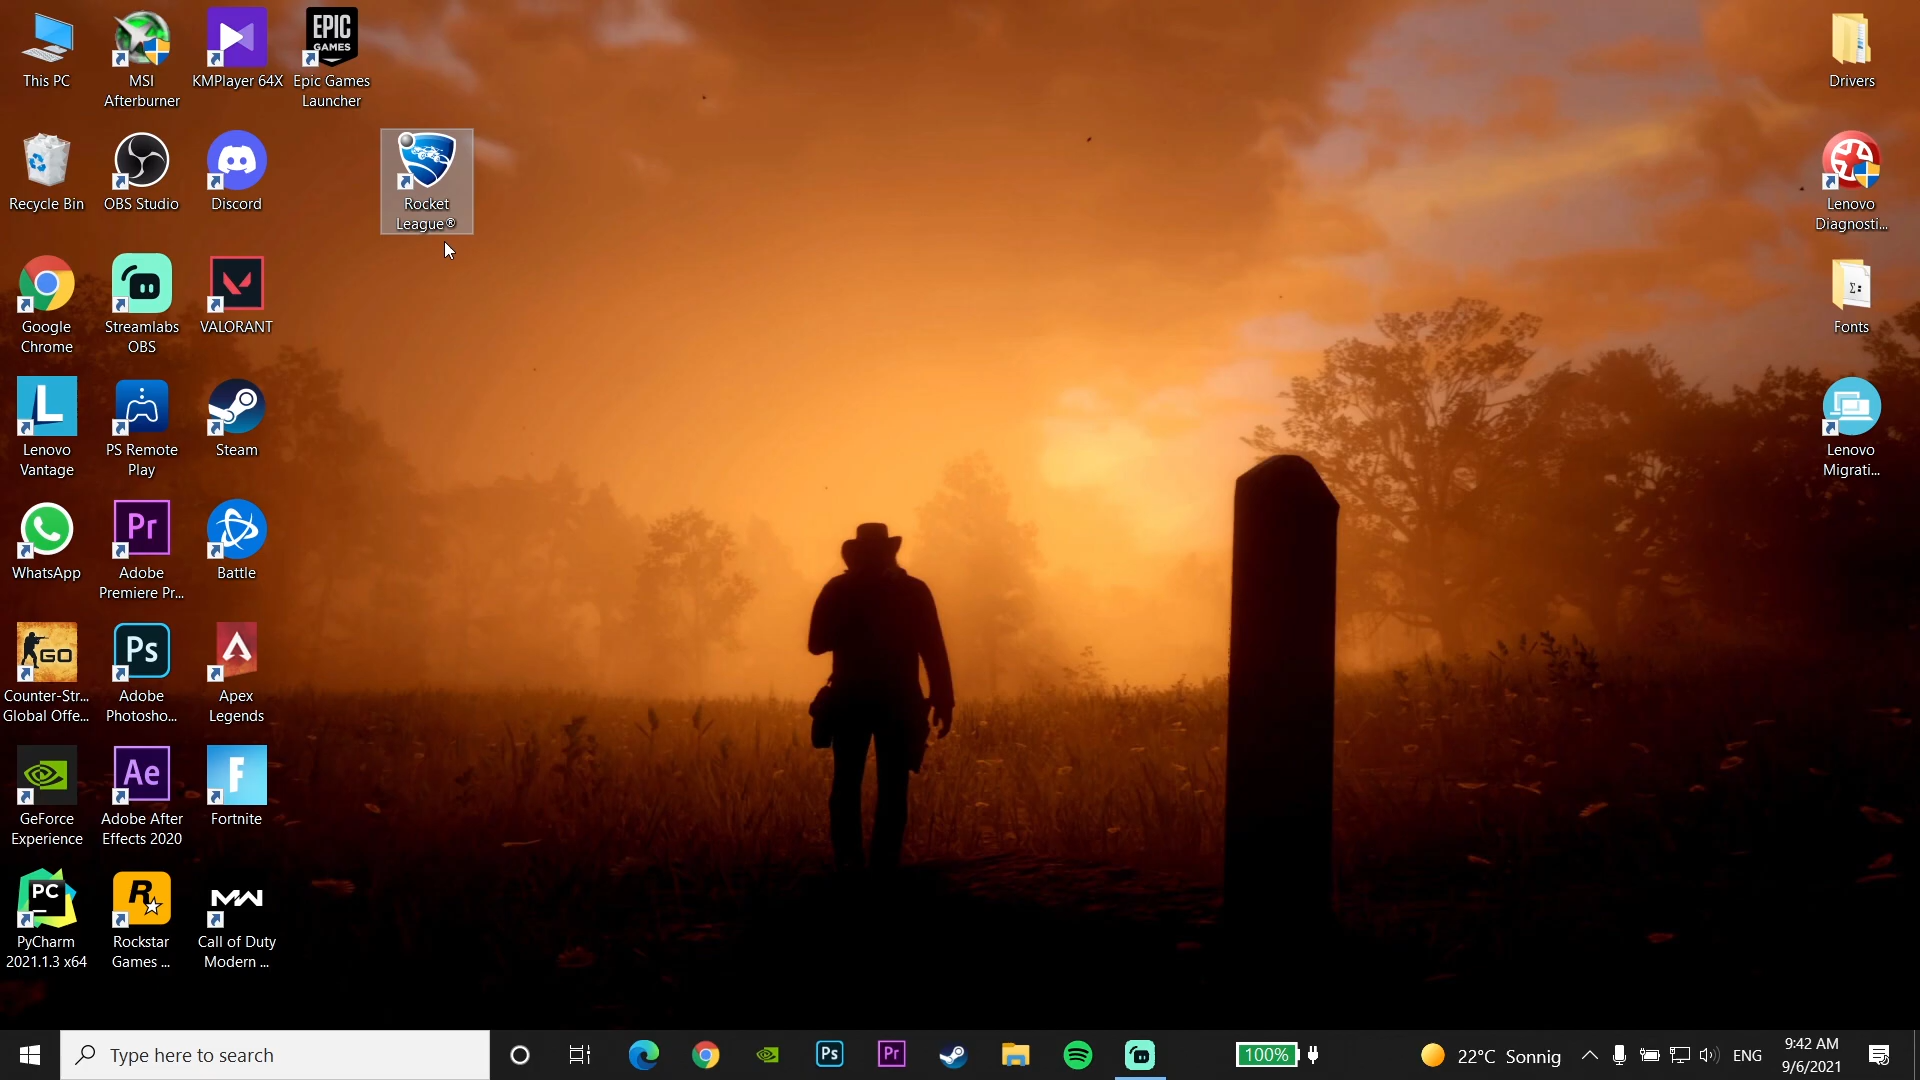 This PC
MSI
Afterburner
KMPlayer 64X
EPIC
GAMES
Epic Games
Launcher
Drivers
Recycle Bin
OBS Studio
Discord
Rocket
League®
Lenovo
Diagnosti...
Google
Chrome
Streamlabs
OBS
VALORANT
Fonts
L
Lenovo
Vantage
PS Remote
Play
Steam
Lenovo
Migrati...
WhatsApp
Pr
Adobe
Premiere Pr...
Battle
GO
Counter-Str...
Global Offe...
Ps
Adobe
Photosho...
Apex
Legends
GeForce
Experience
Ae
Adobe After
Effects 2020
F
Fortnite
PC
PyCharm
2021.1.3 x64
R
Rockstar
Games ...
MW
Call of Duty
Modern ...
Type here to search
Ps
Pr
100%
22°C Sonnig
ENG
9:42 AM
9/6/2021